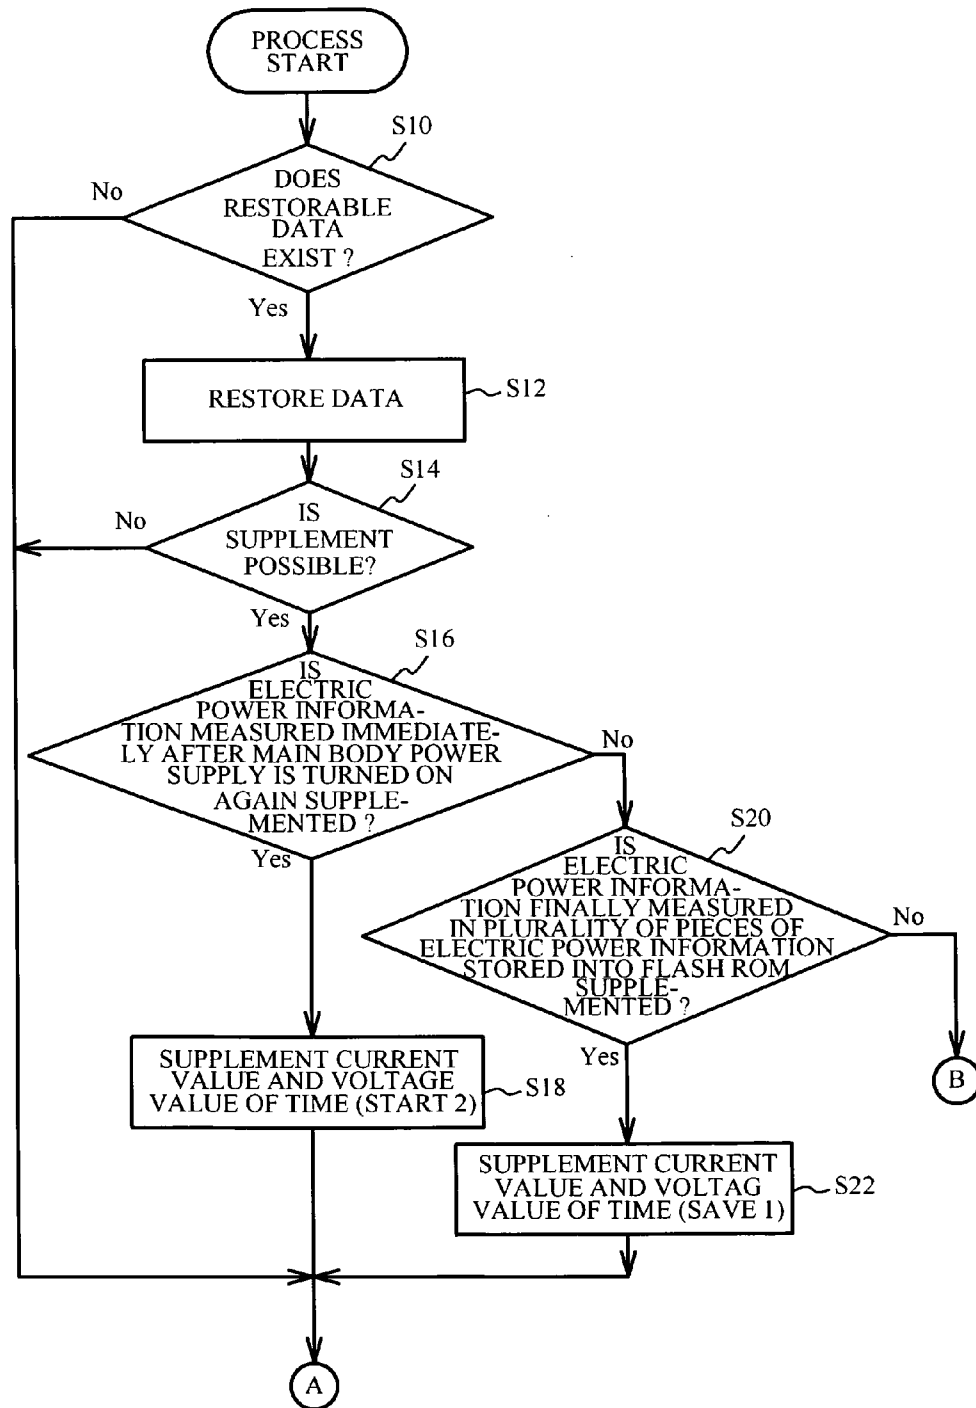 PROCESS
START
S10
No
DOES
RESTORABLE
DATA
EXIST ?
Yes
RESTORE DATA
S12
S14
No
IS
SUPPLEMENT
POSSIBLE?
Yes
S16
IS
ELECTRIC
POWER INFORMA-
TION MEASURED IMMEDIATE-
LY AFTER MAIN BODY POWER
SUPPLY IS TURNED ON
AGAIN SUPPLE-
MENTED ?
No
Yes
S20
IS
ELECTRIC
POWER INFORMA-
TION FINALLY MEASURED
IN PLURALITY OF PIECES OF
ELECTRIC POWER INFORMATION
STORED INTO FLASH ROM
SUPPLE-
MENTED ?
No
Yes
SUPPLEMENT CURRENT
VALUE AND VOLTAGE
VALUE OF TIME (START 2)
S18
B
SUPPLEMENT CURRENT
VALUE AND VOLTAG
VALUE OF TIME (SAVE 1)
S22
A